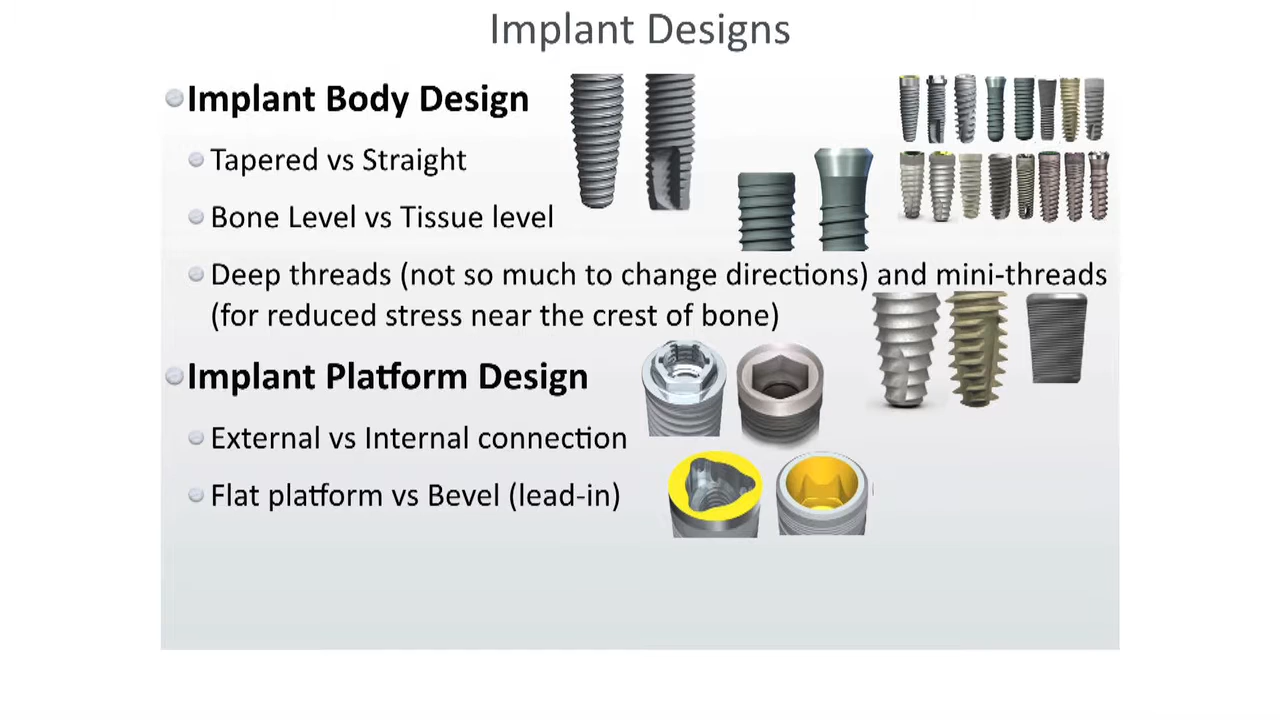 Implant Designs
Implant Body Design
Tapered vs Straight
Bone Level vs Tissue level
Deep threads (not so much to change directions) and mini-threads
(for reduced stress near the crest of bone)
Implant Platform Design
External vs Internal connection
Flat platform vs Bevel (lead-in)